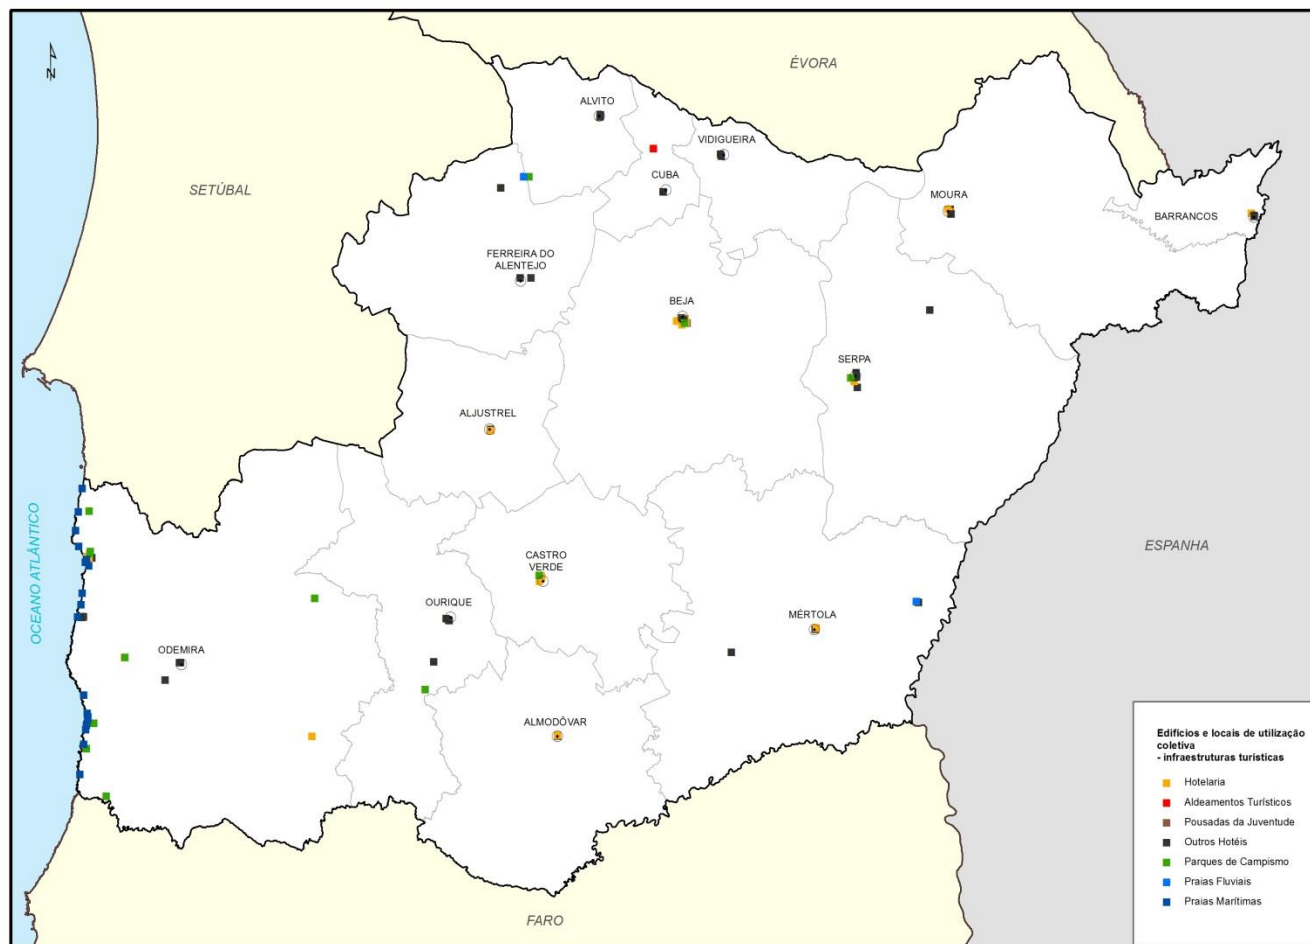 ÉVORA
ALVITO
VIDIGUEIRA
SETÚBAL
CUBA
MOURA
BARRANCOS
FERREIRA DO
ALENTEJO
BEJA
SERPA
ALJUSTREL
OCEANO ATLÂNTICO
ESPANHA
CASTRO
VERDE
OURIQUE
MÉRTOLA
ODEMIRA
ALMODÔVAR
FARO
Edifícios e locais de utilização
coletiva
- infraestruturas turísticas
Hotelaria
Aldeamentos Turísticos
Pousadas da Juventude
Outros Hotéis
Parques de Campismo
Praias Fluviais
Praias Marítimas
N